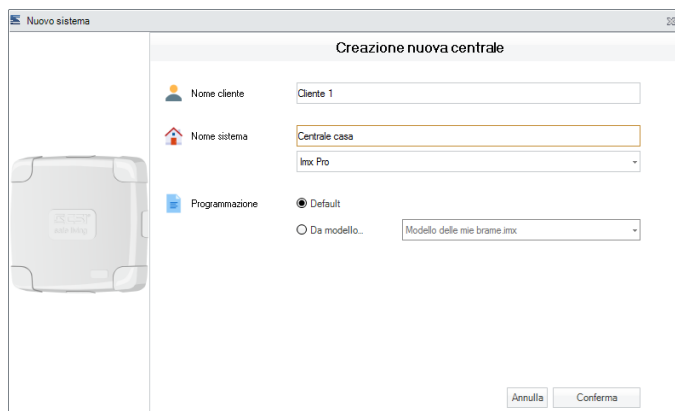 Nuovo sistema
Creazione nuova centrale
Nome cliente
Cliente 1
Nome sistema
Centrale casa
Imx Pro
Programmazione
Default
Da modello...
Modello delle mie brame.imx
Annulla
Conferma